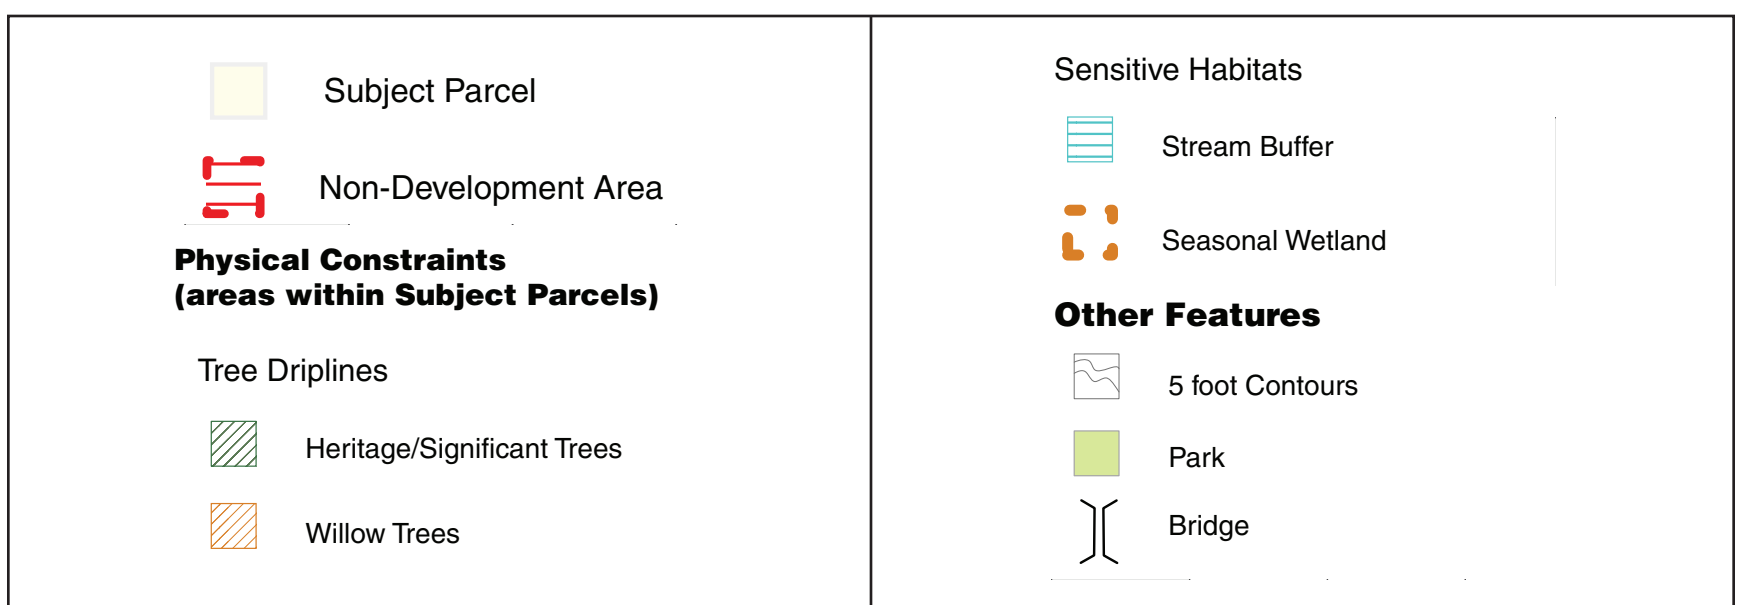 Subject Parcel
Non-Development Area
Physical Constraints
(areas within Subject Parcels)
Tree Driplines
Heritage/Significant Trees
Willow Trees
Sensitive Habitats
Stream Buffer
Seasonal Wetland
Other Features
5 foot Contours
Park
Bridge